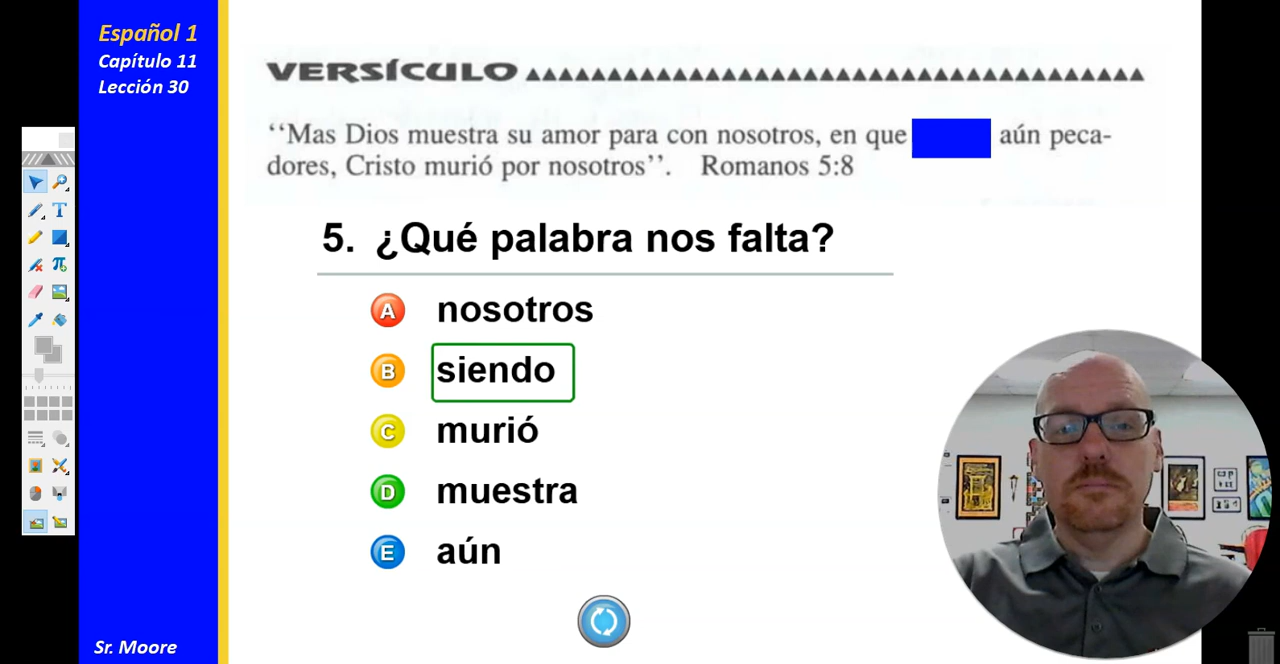 Español 1
Capítulo 11
Lección 30
VERSÍCULO
‘‘Mas Dios muestra su amor para con nosotros, en que aún peca-
dores, Cristo murió por nosotros’’. Romanos 5:8
5. ¿Qué palabra nos falta?
A nosotros
B siendo
C murió
D muestra
E aún
Sr. Moore